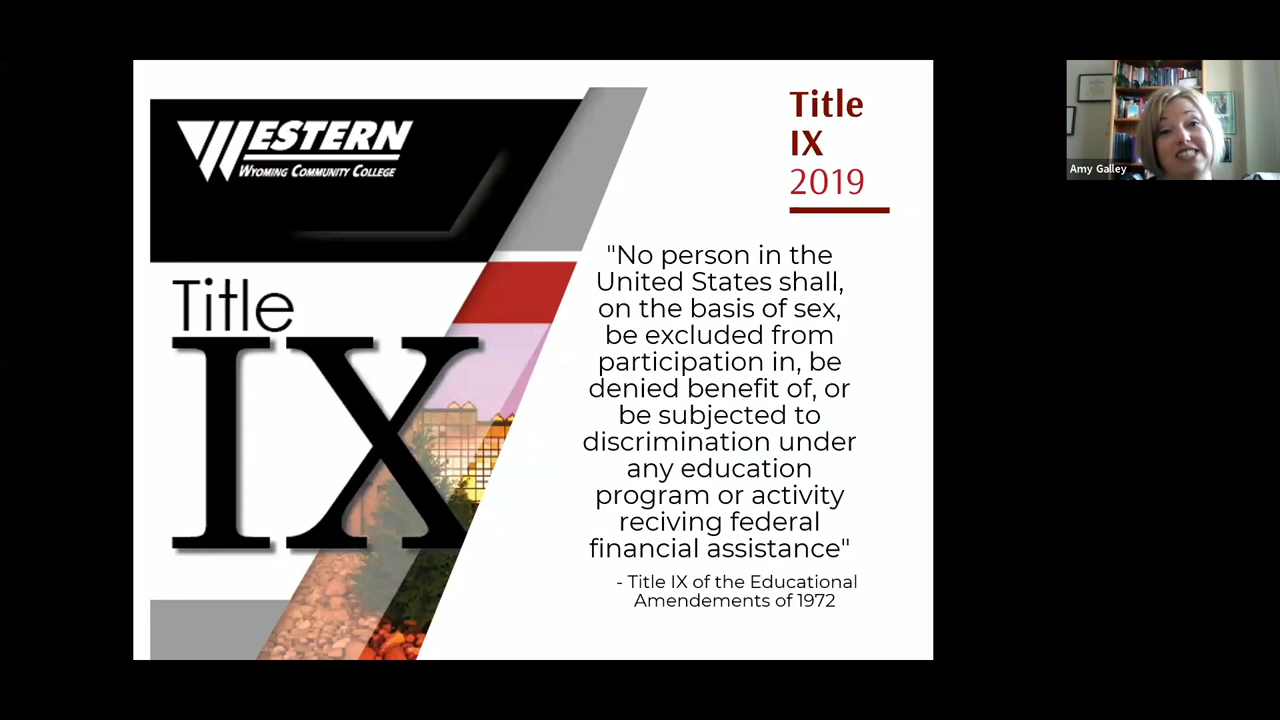 WESTERN
WYOMING COMMUNITY COLLEGE
Title
IX
Title
IX
2019
"No person in the
United States shall,
on the basis of sex,
be excluded from
participation in, be
denied benefit of, or
be subjected to
discrimination under
any education
program or activity
reciving federal
financial assistance"
- Title IX of the Educational
Amendements of 1972
Amy Galley